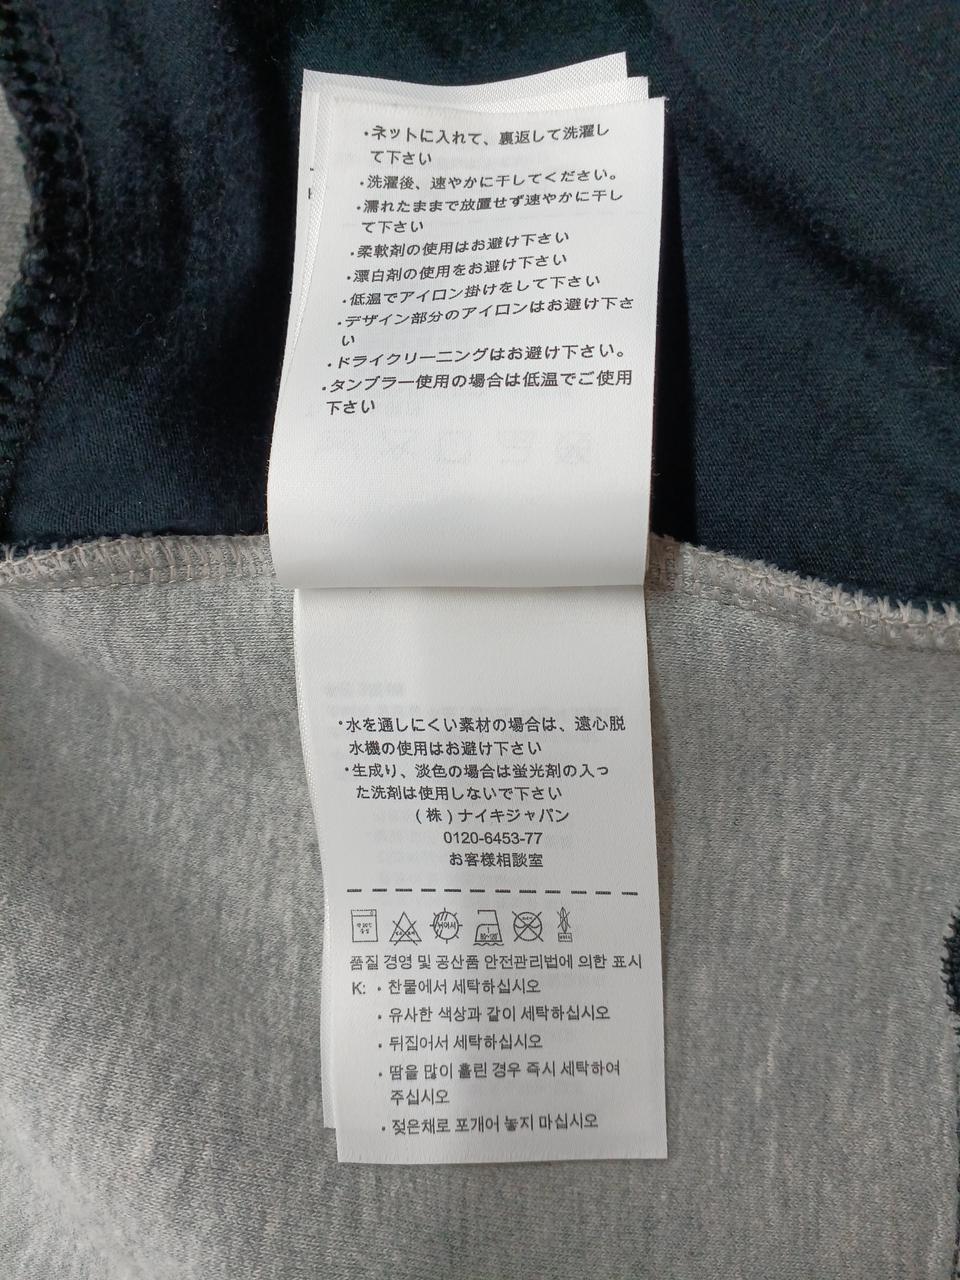 ・ネットに入れて、裏返して洗濯し
て下さい
・洗濯後、速やかに干してください。
・濡れたままで放置せず速やかに干し
て下さい
・柔軟剤の使用はお避け下さい
・漂白剤の使用をお避け下さい
・低温でアイロン掛けをして下さい
・デザイン部分のアイロンはお避け下さ
い
・ドライクリーニングはお避け下さい。
・タンブラー使用の場合は低温でご使用
下さい
・水を通しにくい素材の場合は、遠心脱
水機の使用はお避け下さい
・生成り、淡色の場合は蛍光剤の入っ
た洗剤は使用しないで下さい
(株)ナイキジャパン
0120-6453-77
お客様相談室
품질 경영 및 공산품 안전관리법에 의한 표시
K: • 찬물에서 세탁하십시오
• 유사한 색상과 같이 세탁하십시오
• 뒤집어서 세탁하십시오
• 땀을 많이 흘린 경우 즉시 세탁하여
주십시오
• 젖은채로 포개어 놓지 마십시오